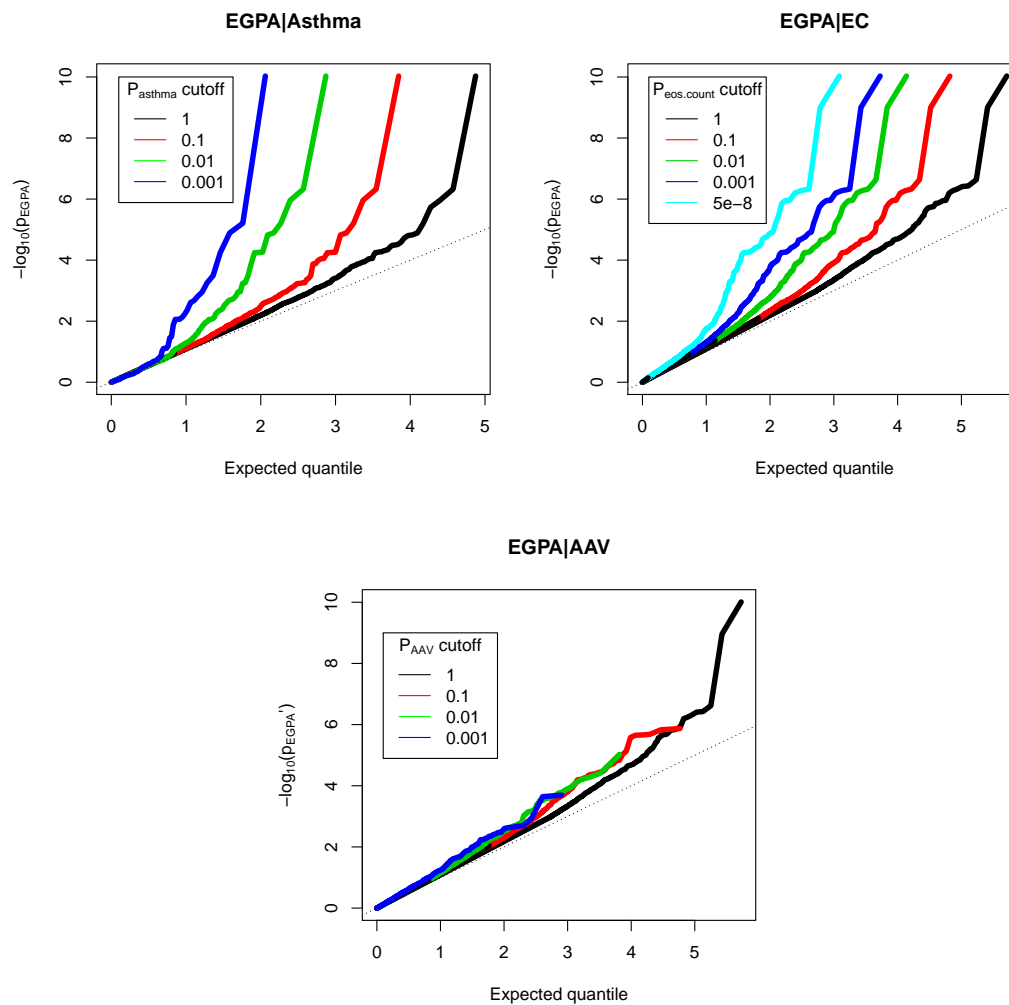 EGPA|Asthma
P_asthma cutoff
1
0.1
0.01
0.001
10
8
6
4
2
0
−log10(pEGPA)
0 1 2 3 4 5
Expected quantile
EGPA|EC
P_eos.count cutoff
1
0.1
0.01
0.001
5e−8
10
8
6
4
2
0
−log10(pEGPA)
0 1 2 3 4 5
Expected quantile
EGPA|AAV
P_AAV cutoff
1
0.1
0.01
0.001
10
8
6
4
2
0
−log10(pEGPA')
0 1 2 3 4 5
Expected quantile